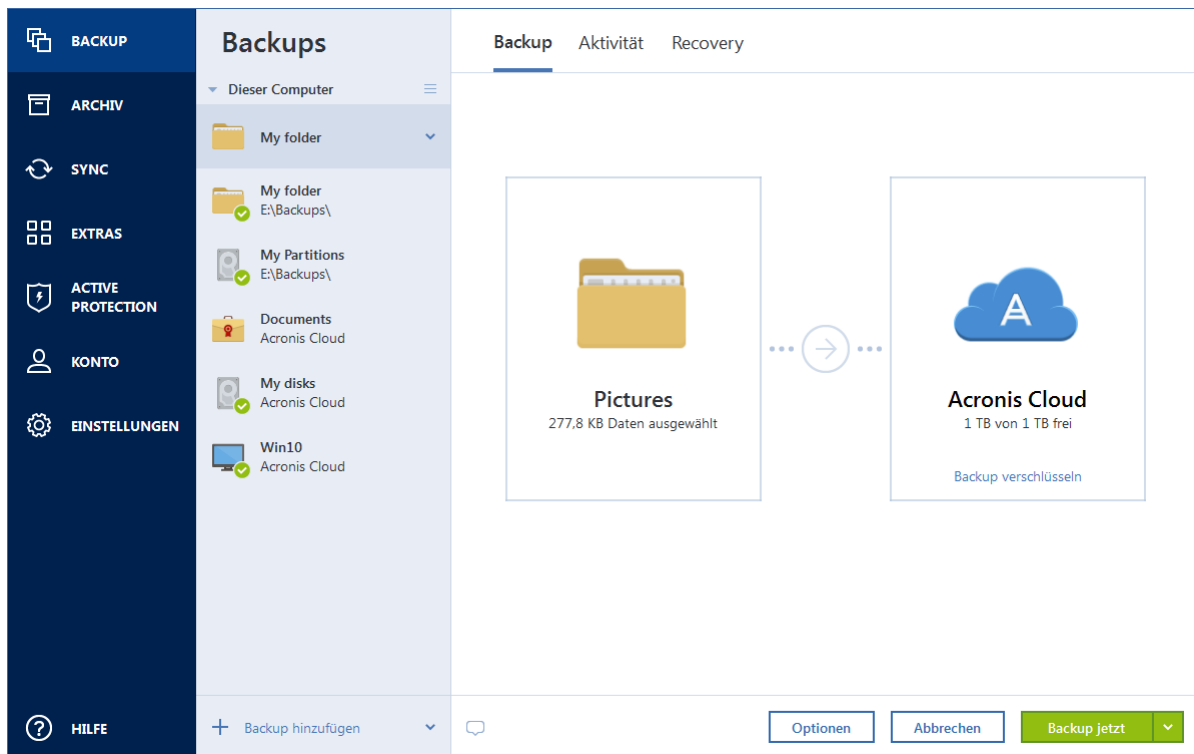 BACKUP
ARCHIV
SYNC
EXTRAS
ACTIVE
PROTECTION
KONTO
EINSTELLUNGEN
HILFE
Backups
Dieser Computer
My folder
My folder
E:\Backups\
My Partitions
E:\Backups\
Documents
Acronis Cloud
My disks
Acronis Cloud
Win10
Acronis Cloud
Backup hinzufügen
Backup Aktivität Recovery
Pictures
277,8 KB Daten ausgewählt
Acronis Cloud
1 TB von 1 TB frei
Backup verschlüsseln
Optionen Abbrechen Backup jetzt